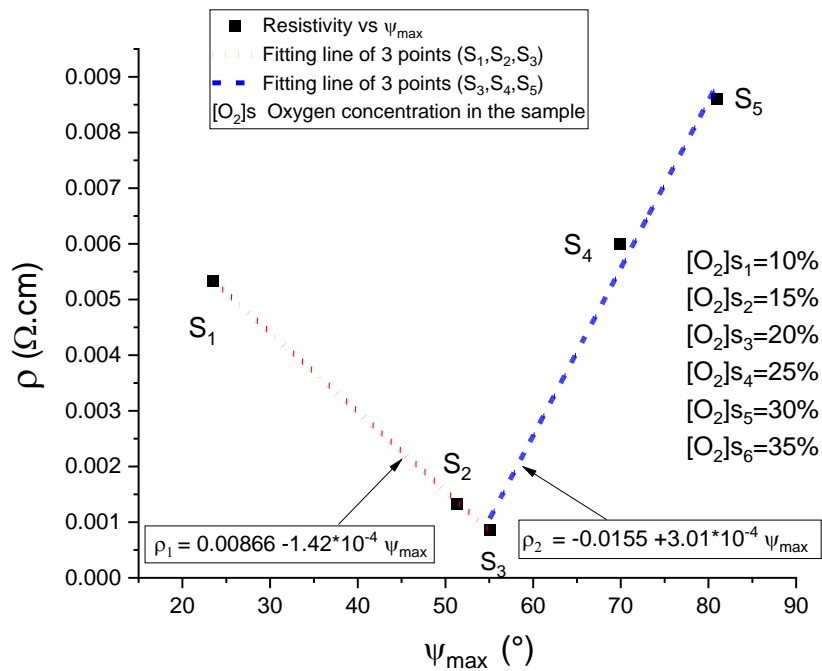 Resistivity vs ψ_max
Fitting line of 3 points (S₁,S₂,S₃)
Fitting line of 3 points (S₃,S₄,S₅)
[O₂]s Oxygen concentration in the sample
0.009
0.008
0.007
0.006
0.005
0.004
0.003
0.002
0.001
0.000
ρ (Ω.cm)
S₁
S₂
S₃
S₄
S₅
[O₂]s₁=10%
[O₂]s₂=15%
[O₂]s₃=20%
[O₂]s₄=25%
[O₂]s₅=30%
[O₂]s₆=35%
ρ₁ = 0.00866 -1.42*10⁻⁴ ψ_max
ρ₂ = -0.0155 +3.01*10⁻⁴ ψ_max
20 30 40 50 60 70 80 90
ψ_max (°)